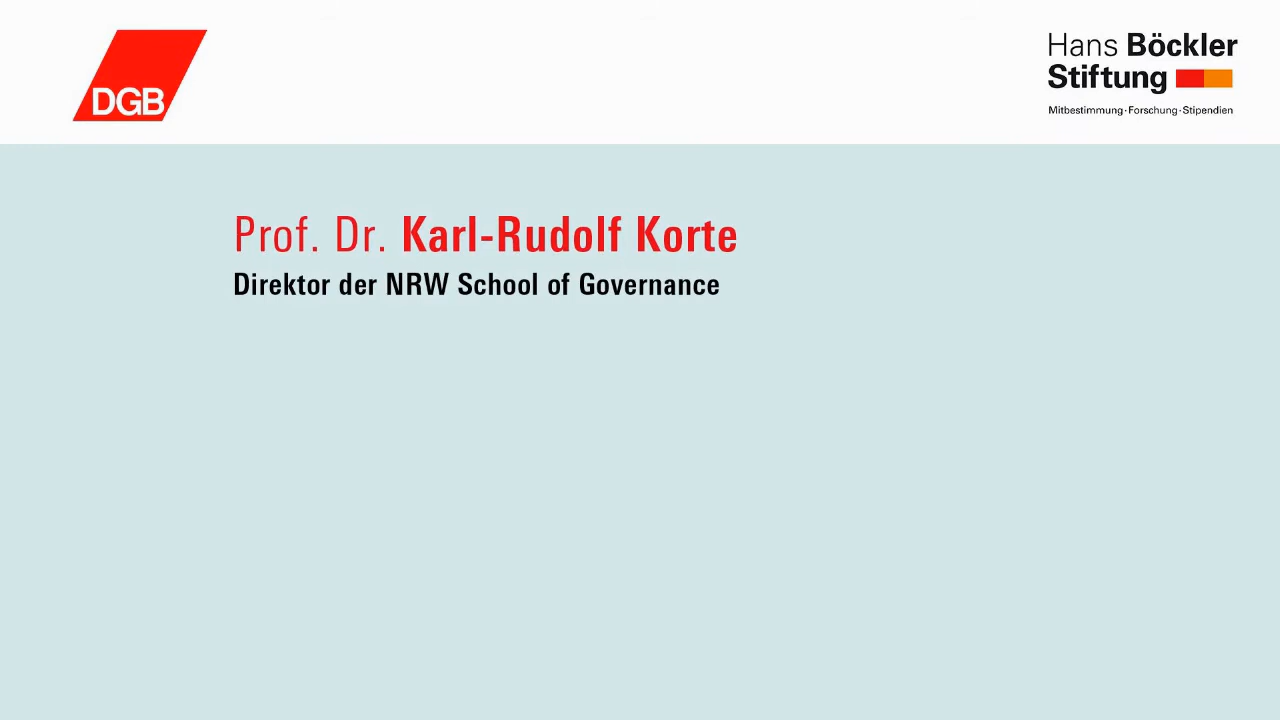 DGB
Hans Böckler
Stiftung
Mitbestimmung·Forschung·Stipendien
Prof. Dr. Karl-Rudolf Korte
Direktor der NRW School of Governance